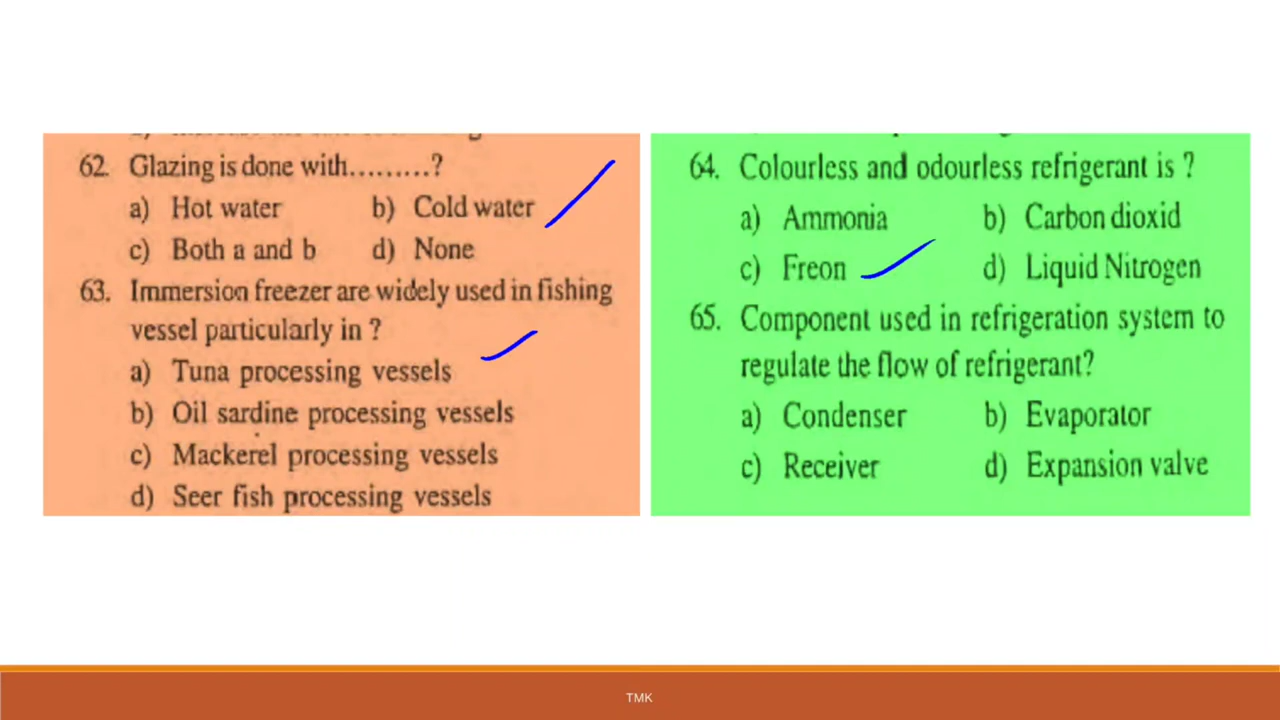 62. Glazing is done with.........?
a) Hot water b) Cold water
c) Both a and b d) None
63. Immersion freezer are widely used in fishing
vessel particularly in ?
a) Tuna processing vessels
b) Oil sardine processing vessels
c) Mackerel processing vessels
d) Seer fish processing vessels
64. Colourless and odourless refrigerant is ?
a) Ammonia b) Carbon dioxid
c) Freon d) Liquid Nitrogen
65. Component used in refrigeration system to
regulate the flow of refrigerant?
a) Condenser b) Evaporator
c) Receiver d) Expansion valve
TMK